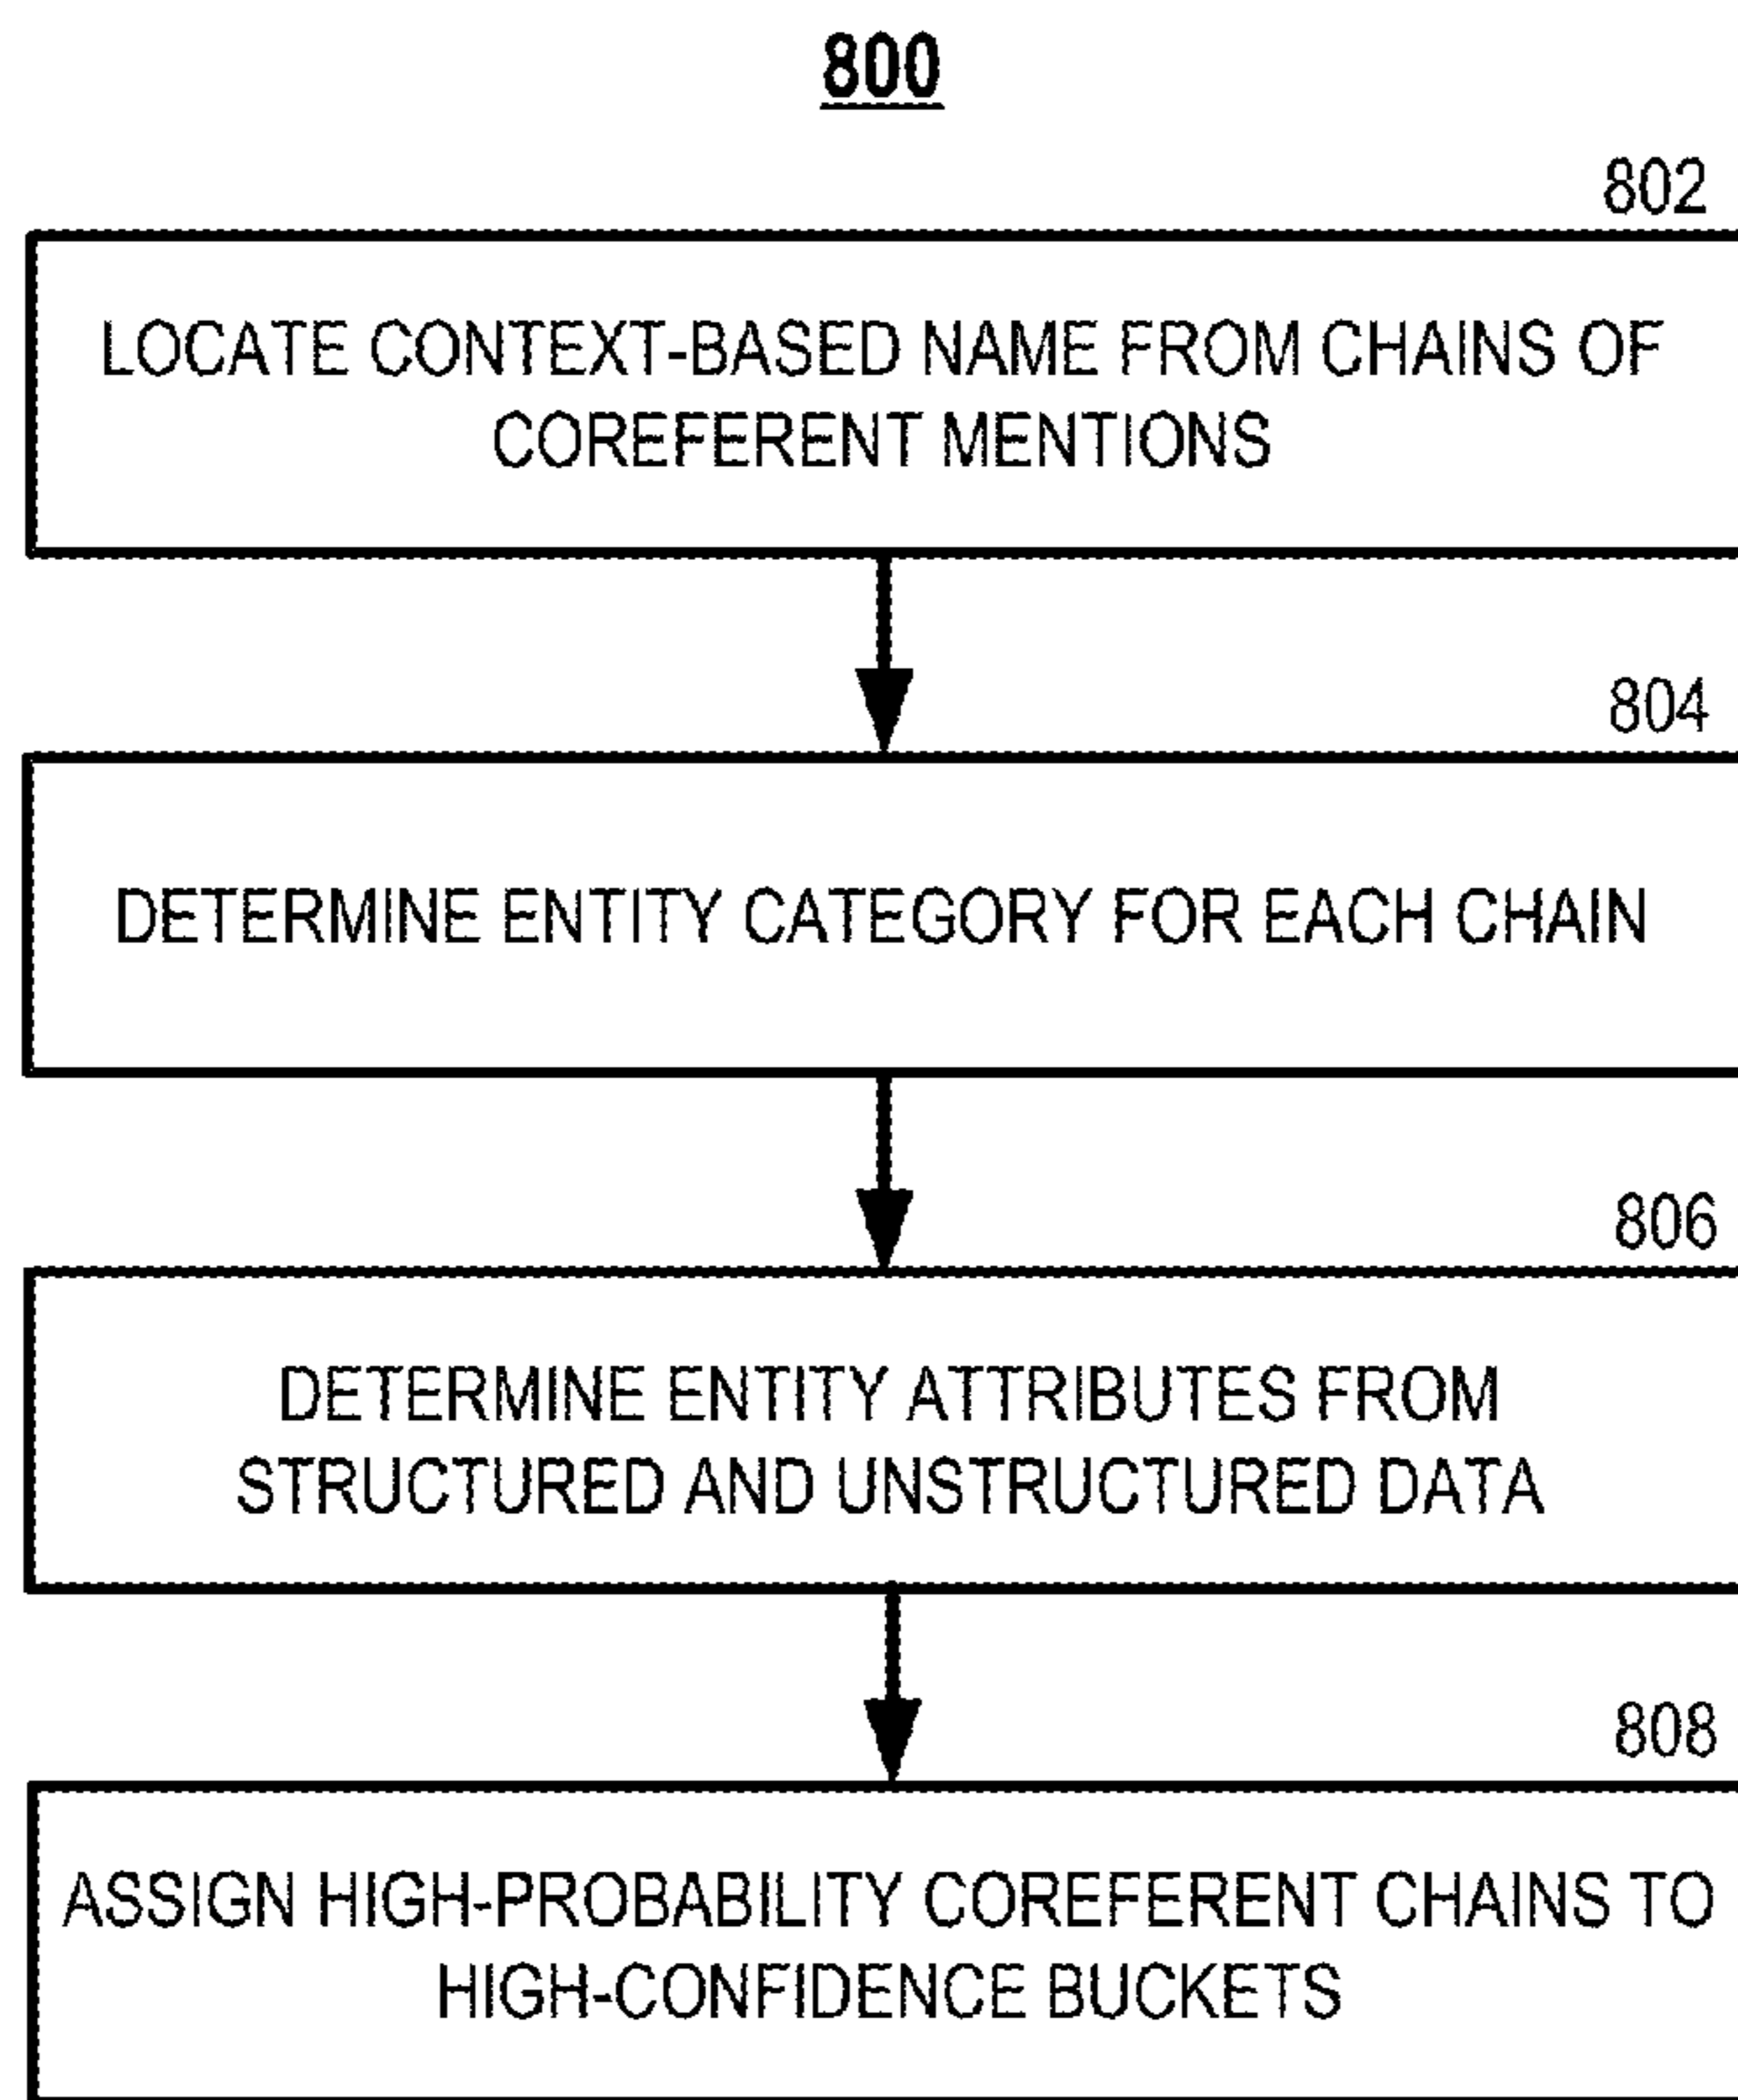 800
802
LOCATE CONTEXT-BASED NAME FROM CHAINS OF
COREFERENT MENTIONS
804
DETERMINE ENTITY CATEGORY FOR EACH CHAIN
806
DETERMINE ENTITY ATTRIBUTES FROM
STRUCTURED AND UNSTRUCTURED DATA
808
ASSIGN HIGH-PROBABILITY COREFERENT CHAINS TO
HIGH-CONFIDENCE BUCKETS